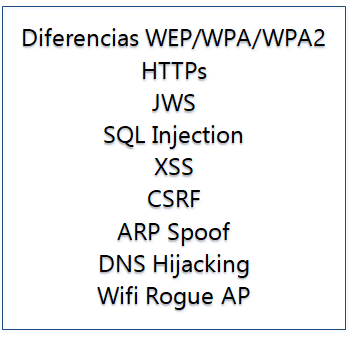 Diferencias WEP/WPA/WPA2
HTTPs
JWS
SQL Injection
XSS
CSRF
ARP Spoof
DNS Hijacking
Wifi Rogue AP